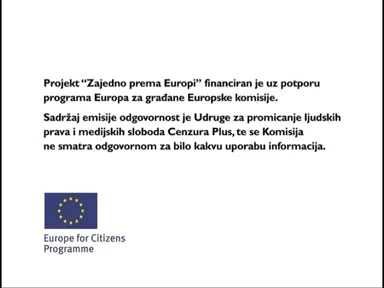 Projekt “Zajedno prema Europi” financiran je uz potporu
programa Europa za građane Europske komisije.
Sadržaj emisije odgovornost je Udruge za promicanje ljudskih
prava i medijskih sloboda Cenzura Plus, te se Komisija
ne smatra odgovornom za bilo kakvu uporabu informacija.
Europe for Citizens
Programme